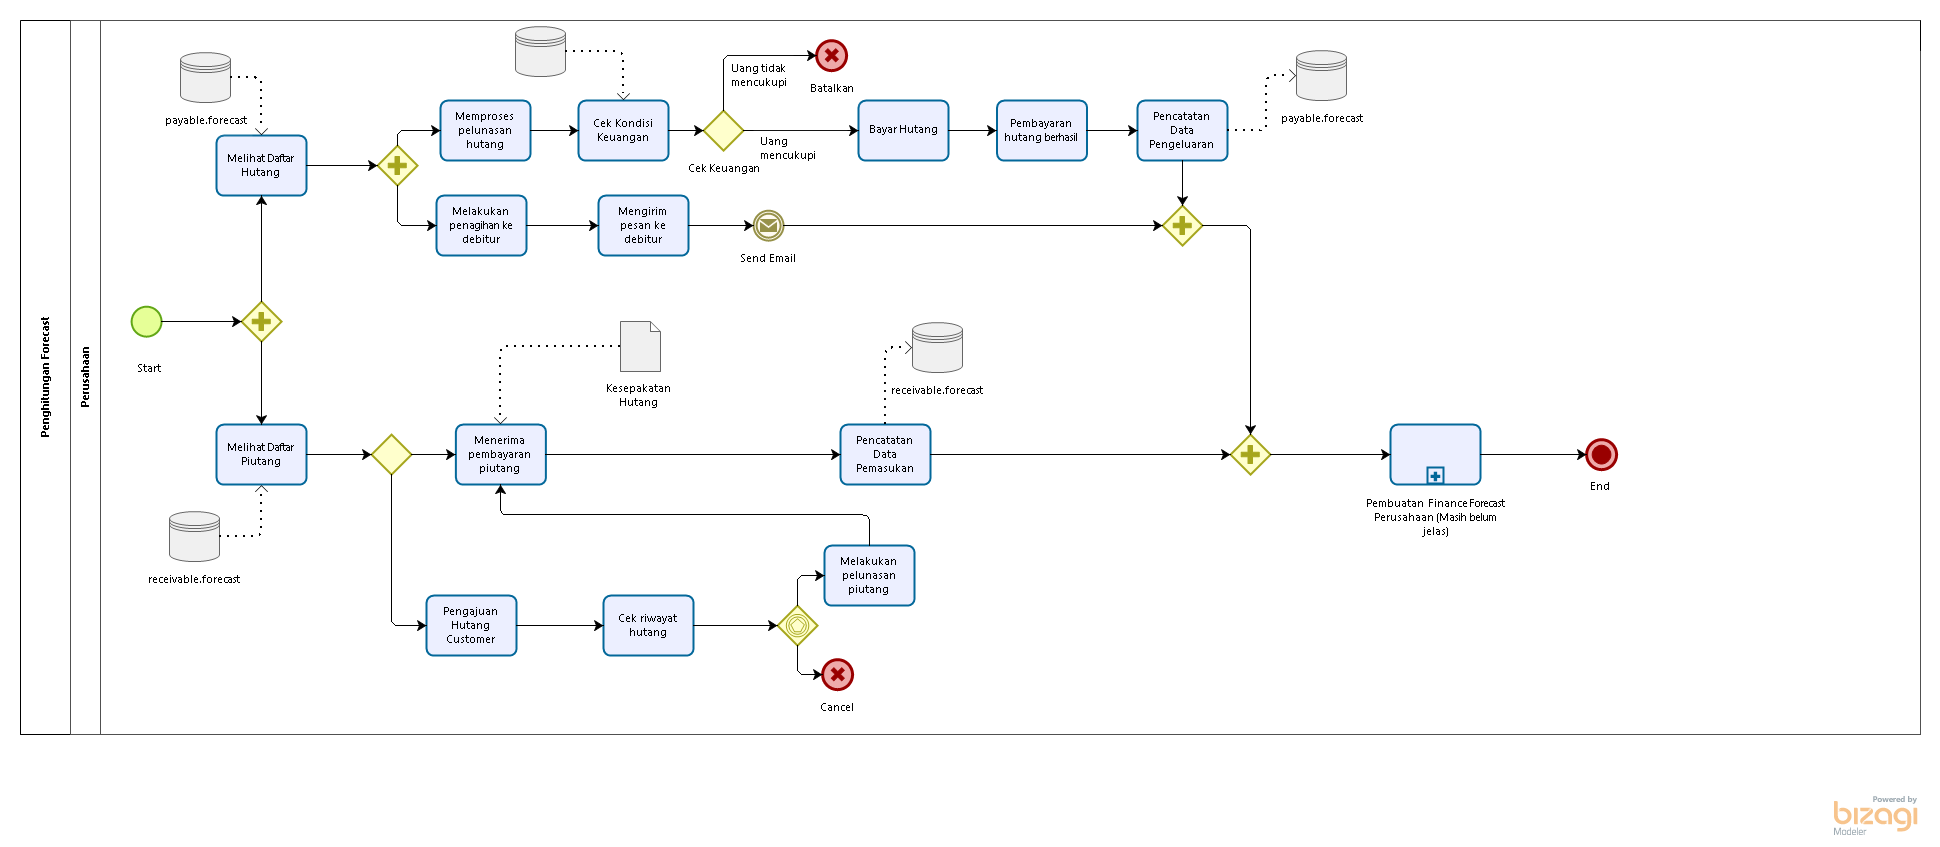 Penghitungan Forecast
Perusahaan
Start
payable.forecast
Melihat Daftar
Hutang
Memproses
pelunasan
hutang
Cek Kondisi
Keuangan
Cek Keuangan
Uang tidak
mencukupi
Batalkan
Uang
mencukupi
Bayar Hutang
Pembayaran
hutang berhasil
Pencatatan
Data
Pengeluaran
payable.forecast
Melakukan
penagihan ke
debitur
Mengirim
pesan ke
debitur
Send Email
Kesepakatan
Hutang
receivable.forecast
Melihat Daftar
Piutang
receivable.forecast
Menerima
pembayaran
piutang
Pencatatan
Data
Pemasukan
Pembuatan Finance Forecast
Perusahaan (Masih belum
jelas)
End
Melakukan
pelunasan
piutang
Pengajuan
Hutang
Customer
Cek riwayat
hutang
Cancel
Powered by
bizagi
Modeler